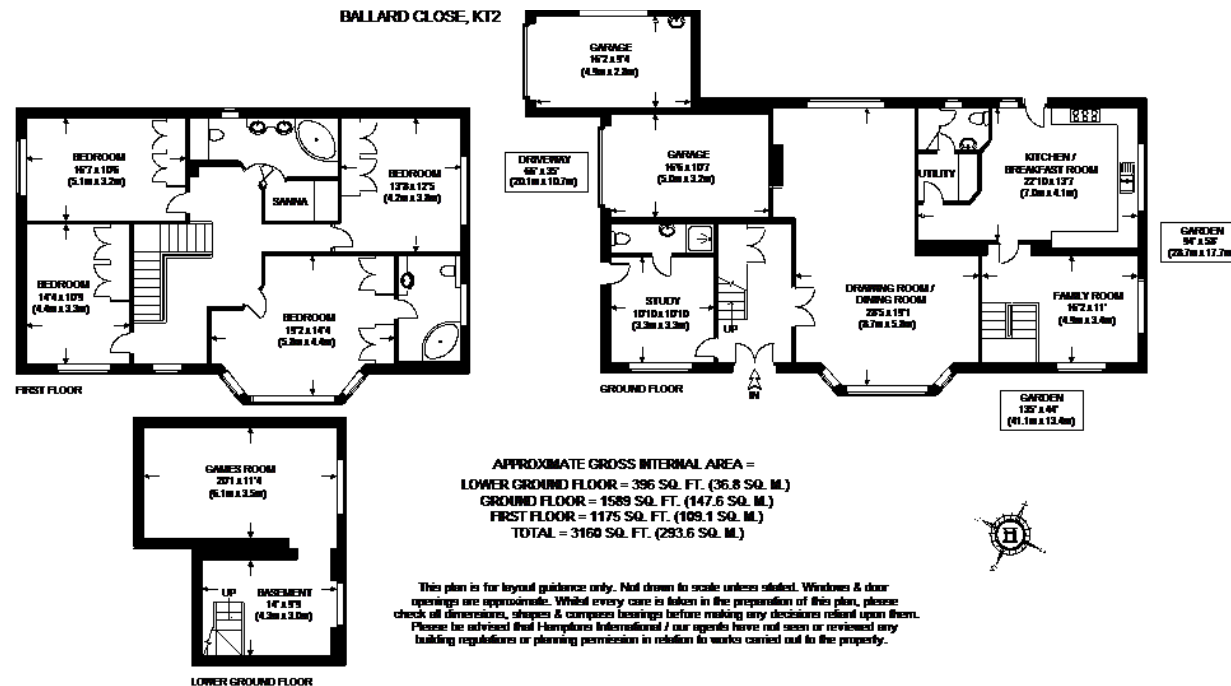 BALLARD CLOSE, KT2
GARAGE
16'2 x 9'4
(4.9m x 2.8m)
BEDROOM
16'7 x 10'6
(5.1m x 3.2m)
BEDROOM
13'8 x 12'5
(4.2m x 3.8m)
SANNA
BEDROOM
14'4 x 10'9
(4.4m x 3.3m)
BEDROOM
19'2 x 14'4
(5.8m x 4.4m)
FIRST FLOOR
DRIVEWAY
66' x 35'
(20.1m x 10.7m)
GARAGE
16'6 x 10'7
(5.0m x 3.2m)
UTILITY
KITCHEN /
BREAKFAST ROOM
22'10 x 13'7
(7.0m x 4.1m)
GARDEN
94' x 58'
(28.7m x 17.7m
STUDY
10'10 x 10'10
(3.3m x 3.3m)
UP
DRAWING ROOM /
DINING ROOM
28'5 x 19'1
(8.7m x 5.8m)
FAMILY ROOM
16'2 x 11'
(4.9m x 3.4m)
GROUND FLOOR
IN
GARDEN
135' x 44'
(41.1m x 13.4m)
GAMES ROOM
20'1 x 11'4
(6.1m x 3.5m)
UP
BASEMENT
14' x 9'9
(4.3m x 3.0m)
LOWER GROUND FLOOR
APPROXIMATE GROSS INTERNAL AREA =
LOWER GROUND FLOOR = 396 SQ. FT. (36.8 SQ. M.)
GROUND FLOOR = 1589 SQ. FT. (147.6 SQ. M.)
FIRST FLOOR = 1175 SQ. FT. (109.1 SQ. M.)
TOTAL = 3160 SQ. FT. (293.6 SQ. M.)
H
This plan is for layout guidance only. Not drawn to scale unless stated. Windows & door
openings are approximate. Whilst every care is taken in the preparation of this plan, please
check all dimensions, shapes & compass bearings before making any decisions reliant upon them.
Please be advised that Hamptons International / our agents have not seen or reviewed any
building regulations or planning permission in relation to works carried out to the property.